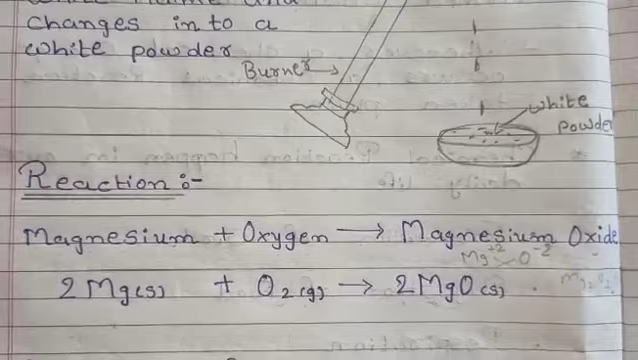 changes in to a
white powder
Burner
white
powder
Reaction :-
Magnesium + Oxygen → Magnesium Oxide
Mg+2 O-2
2Mg(s) + O2(g) → 2MgO(s).